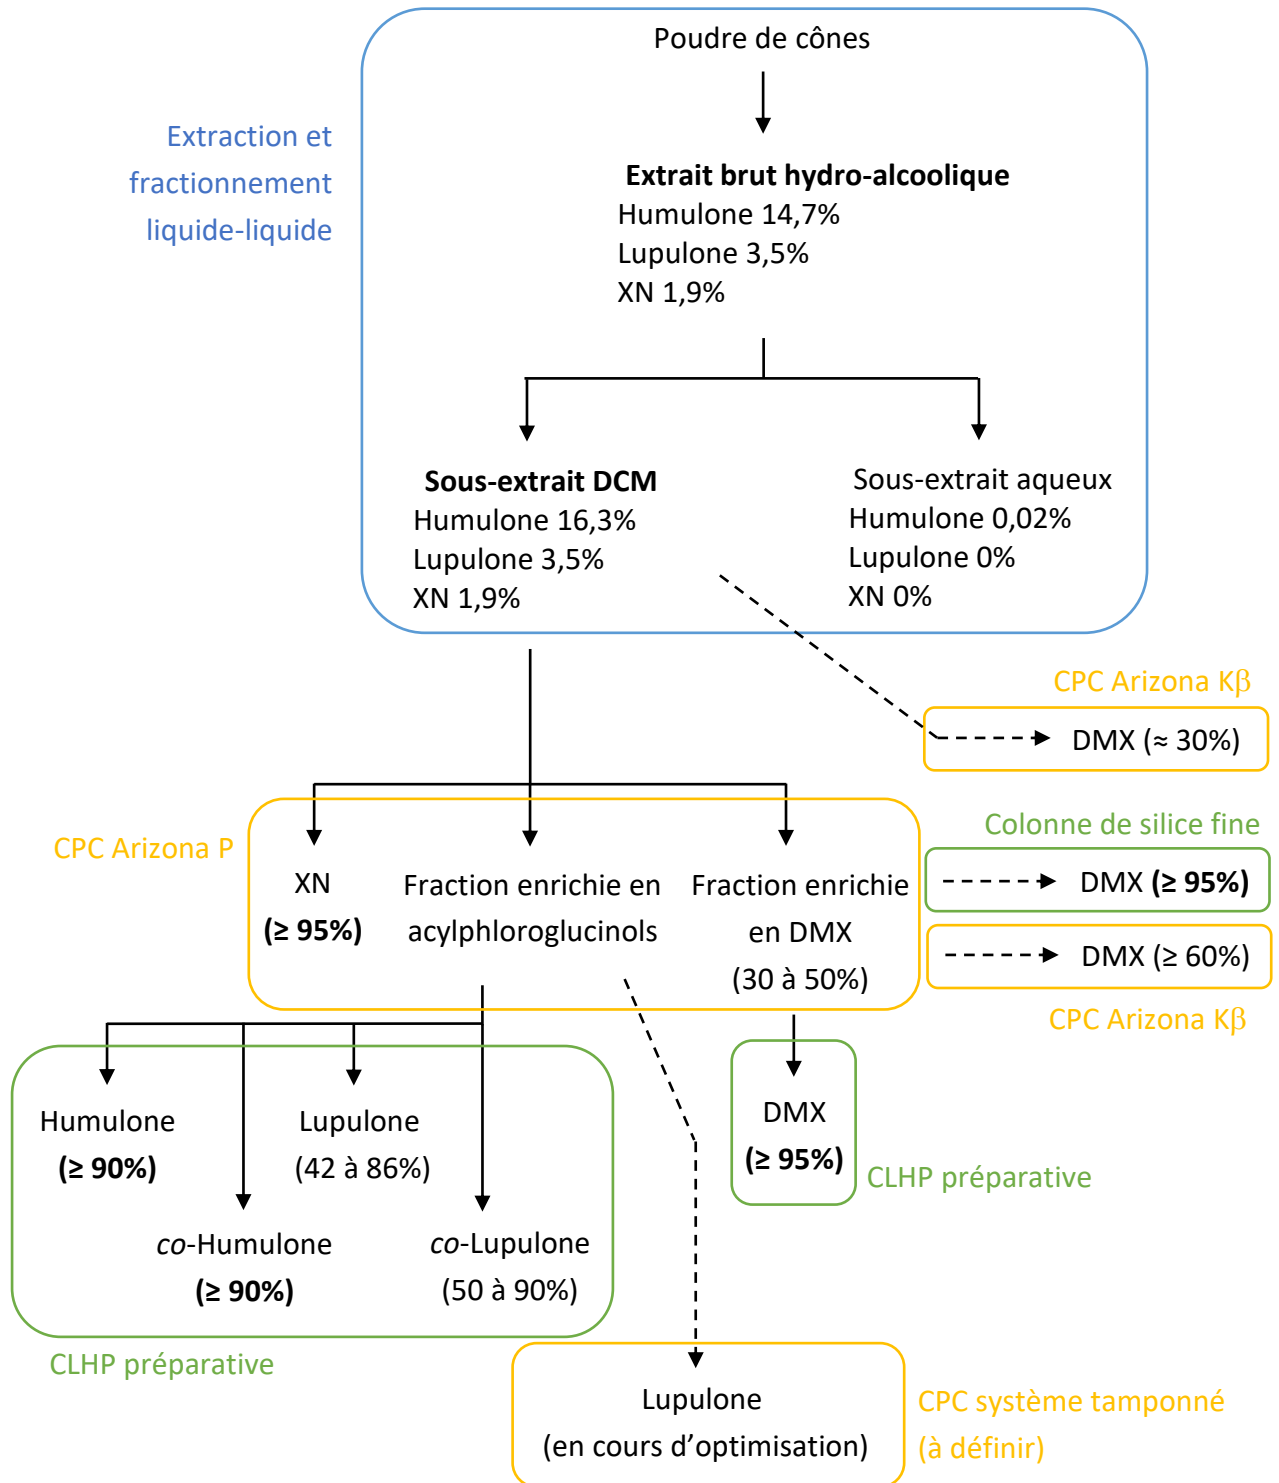 Poudre de cônes
Extraction et
fractionnement
liquide-liquide
Extrait brut hydro-alcoolique
Humulone 14,7%
Lupulone 3,5%
XN 1,9%
Sous-extrait DCM
Humulone 16,3%
Lupulone 3,5%
XN 1,9%
Sous-extrait aqueux
Humulone 0,02%
Lupulone 0%
XN 0%
CPC Arizona Kβ
DMX (≈ 30%)
CPC Arizona P
XN
(≥ 95%)
Fraction enrichie en
acylphloroglucinols
Fraction enrichie
en DMX
(30 à 50%)
Colonne de silice fine
DMX (≥ 95%)
DMX (≥ 60%)
CPC Arizona Kβ
Humulone
(≥ 90%)
Lupulone
(42 à 86%)
co-Humulone
(≥ 90%)
co-Lupulone
(50 à 90%)
CLHP préparative
DMX
(≥ 95%)
CLHP préparative
Lupulone
(en cours d’optimisation)
CPC système tamponné
(à définir)